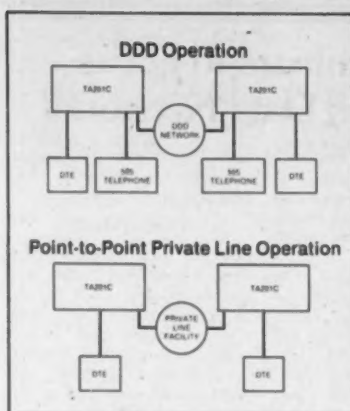 DDD Operation
TA201C
TA201C
DDD
NETWORK
DTE
505
TELEPHONE
505
TELEPHONE
DTE
Point-to-Point Private Line Operation
TA201C
TA201C
PRIVATE
LINE
FACILITY
DTE
DTE